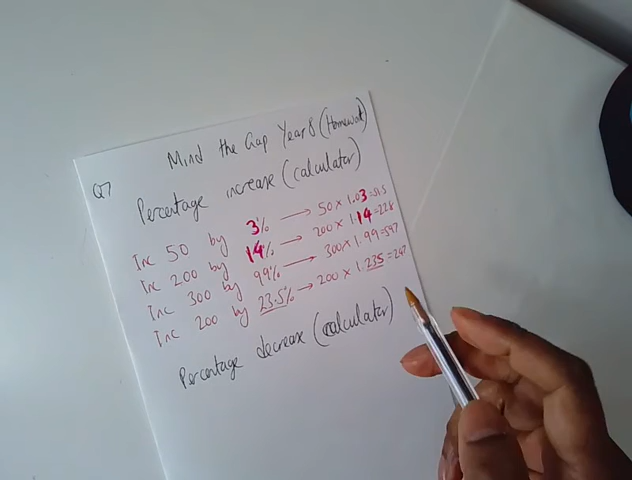 Mind the Gap Year 8 (Homework)
Q7
Percentage increase (calculator)
Inc 50 by 3% → 50 × 1.03 = 51.5
Inc 200 by 14% → 200 × 1.14 = 228
Inc 300 by 99% → 300 × 1.99 = 597
Inc 200 by 23.5% → 200 × 1.235 = 247
Percentage decrease (calculator)